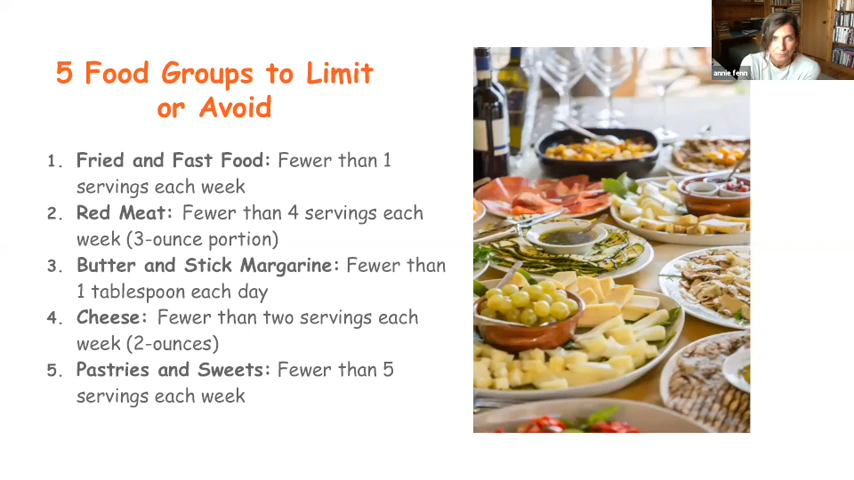 annie fenn
5 Food Groups to Limit
or Avoid
1. Fried and Fast Food: Fewer than 1
servings each week
2. Red Meat: Fewer than 4 servings each
week (3-ounce portion)
3. Butter and Stick Margarine: Fewer than
1 tablespoon each day
4. Cheese: Fewer than two servings each
week (2-ounces)
5. Pastries and Sweets: Fewer than 5
servings each week